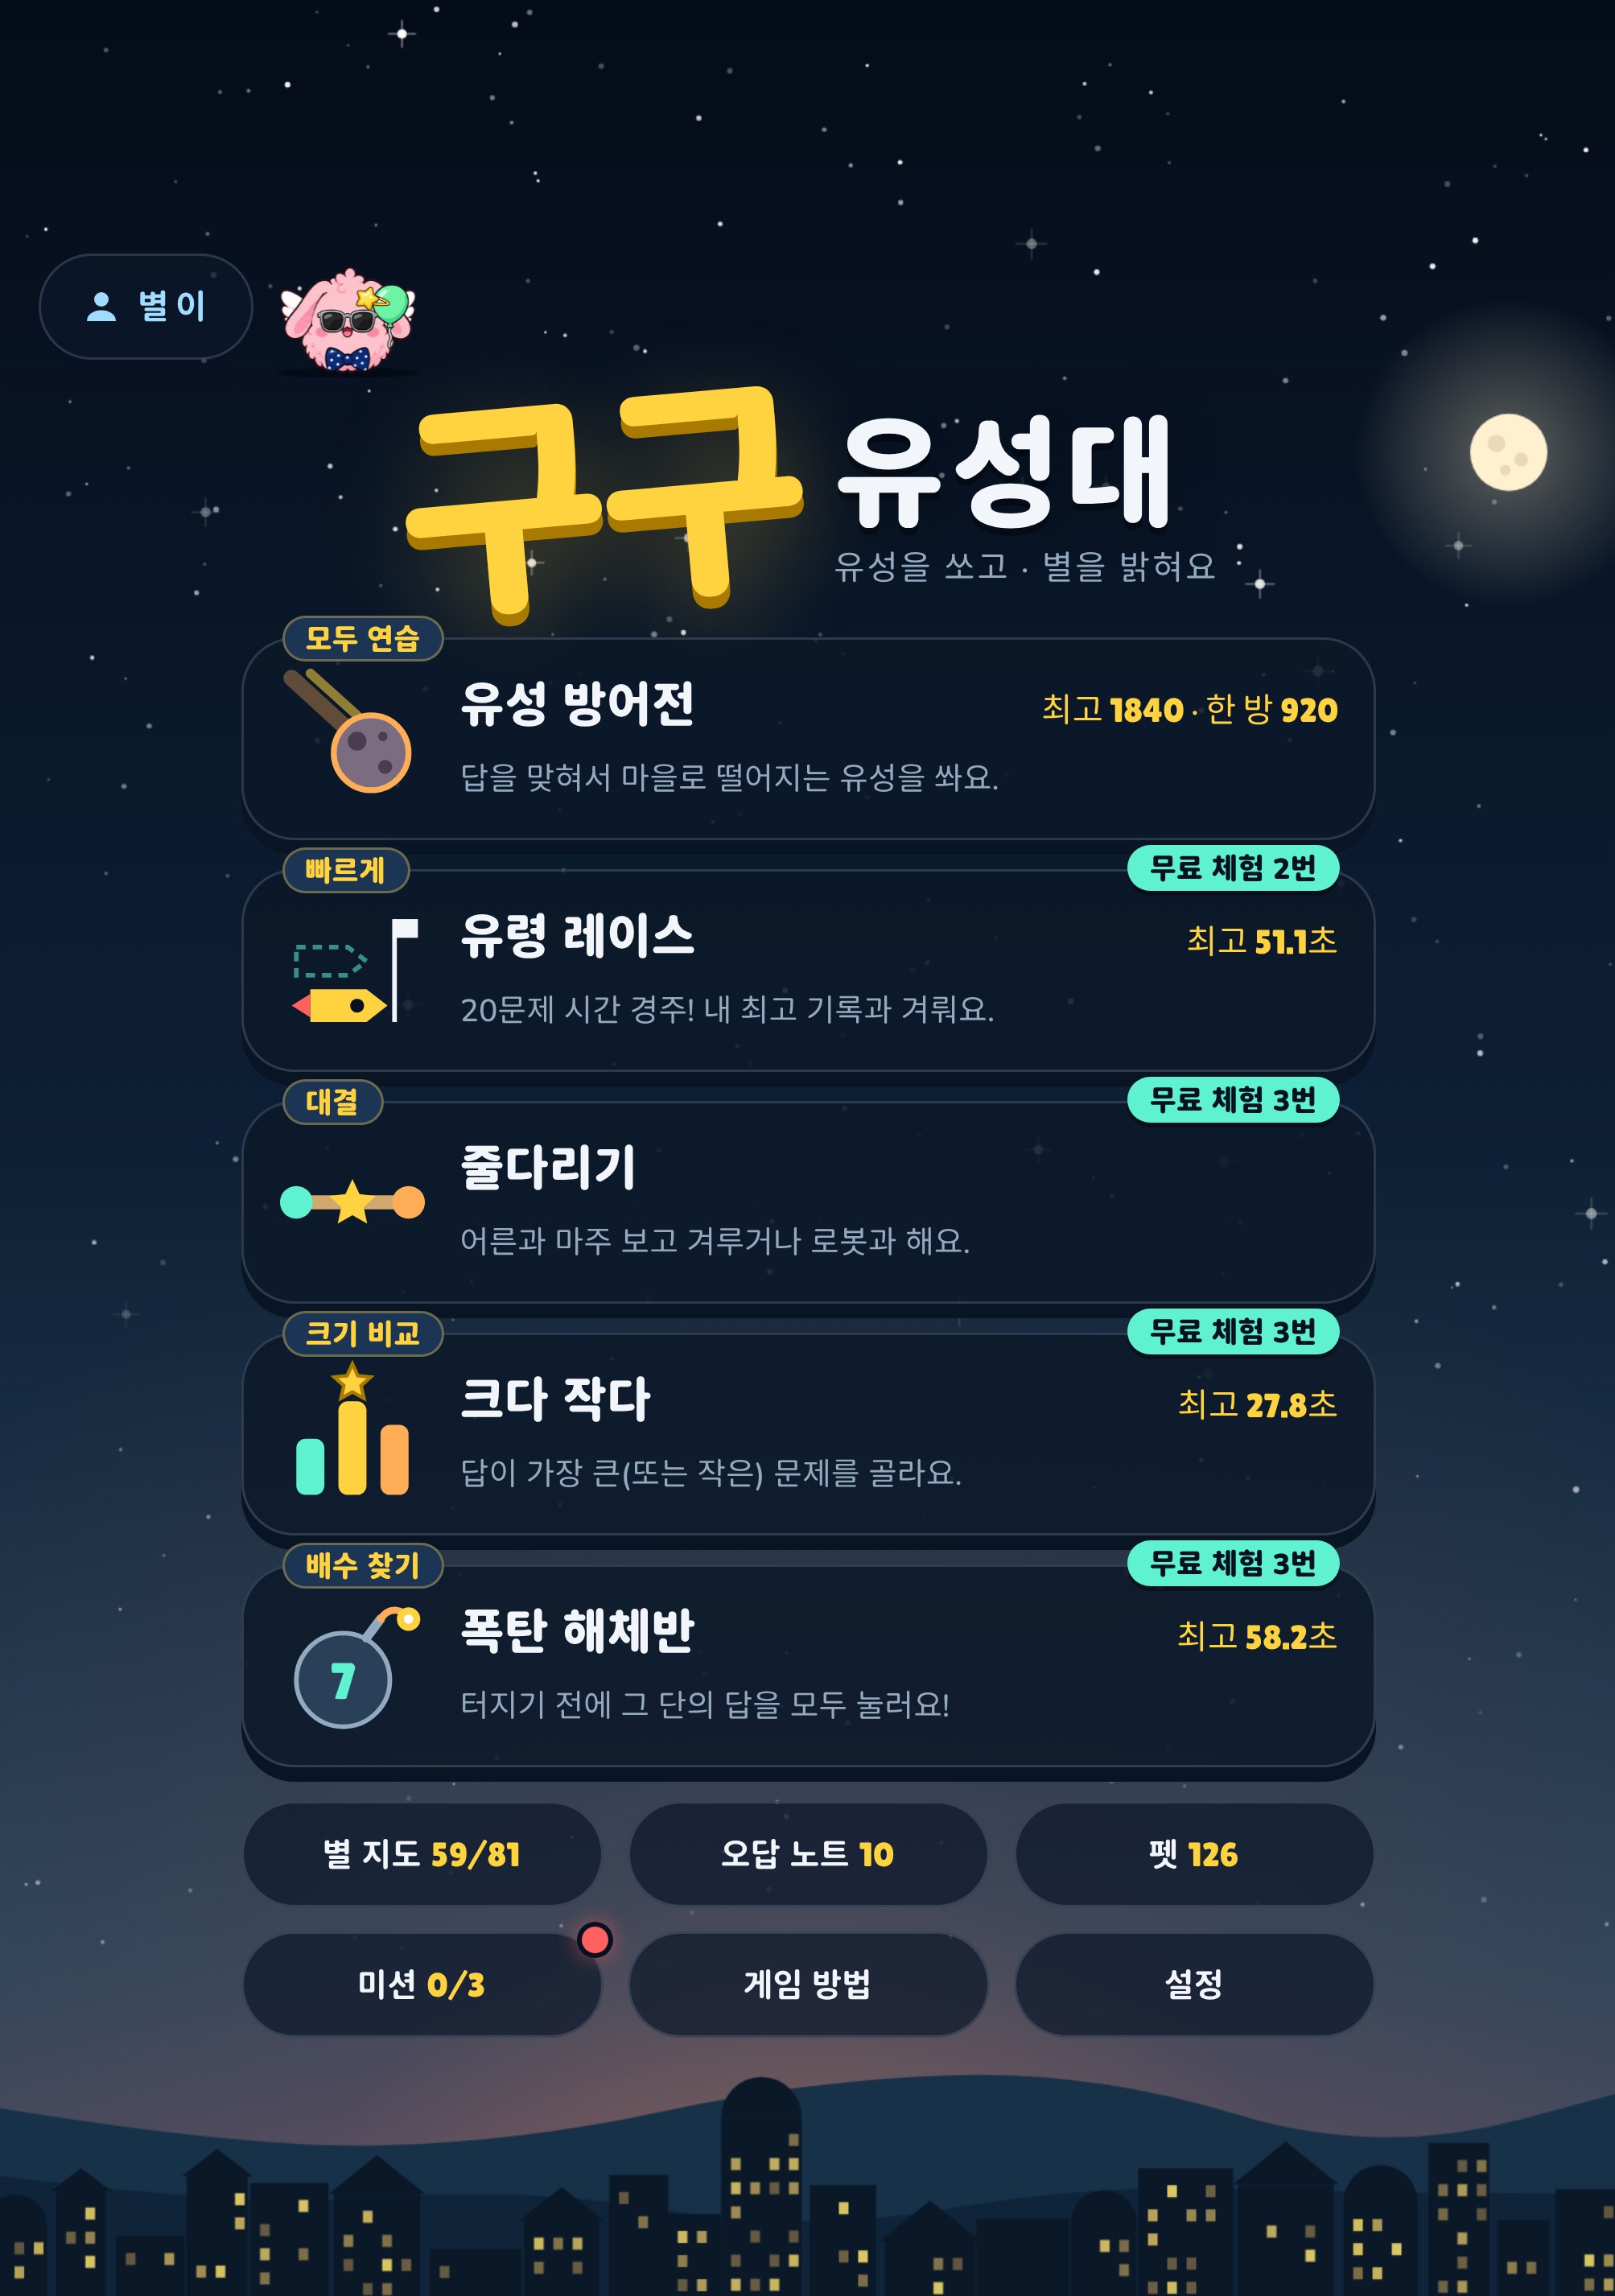 별이
구구 유성대
유성을 쏘고 · 별을 밝혀요
모두 연습
유성 방어전
최고 1840 · 한 방 920
답을 맞혀서 마을로 떨어지는 유성을 쏴요.
빠르게
무료 체험 2번
유령 레이스
최고 51.1초
20문제 시간 경주! 내 최고 기록과 겨뤄요.
대결
무료 체험 3번
줄다리기
어른과 마주 보고 겨루거나 로봇과 해요.
크기 비교
무료 체험 3번
크다 작다
최고 27.8초
답이 가장 큰(또는 작은) 문제를 골라요.
배수 찾기
무료 체험 3번
7
폭탄 해체반
최고 58.2초
터지기 전에 그 단의 답을 모두 눌러요!
별 지도 59/81
오답 노트 10
펫 126
미션 0/3
게임 방법
설정